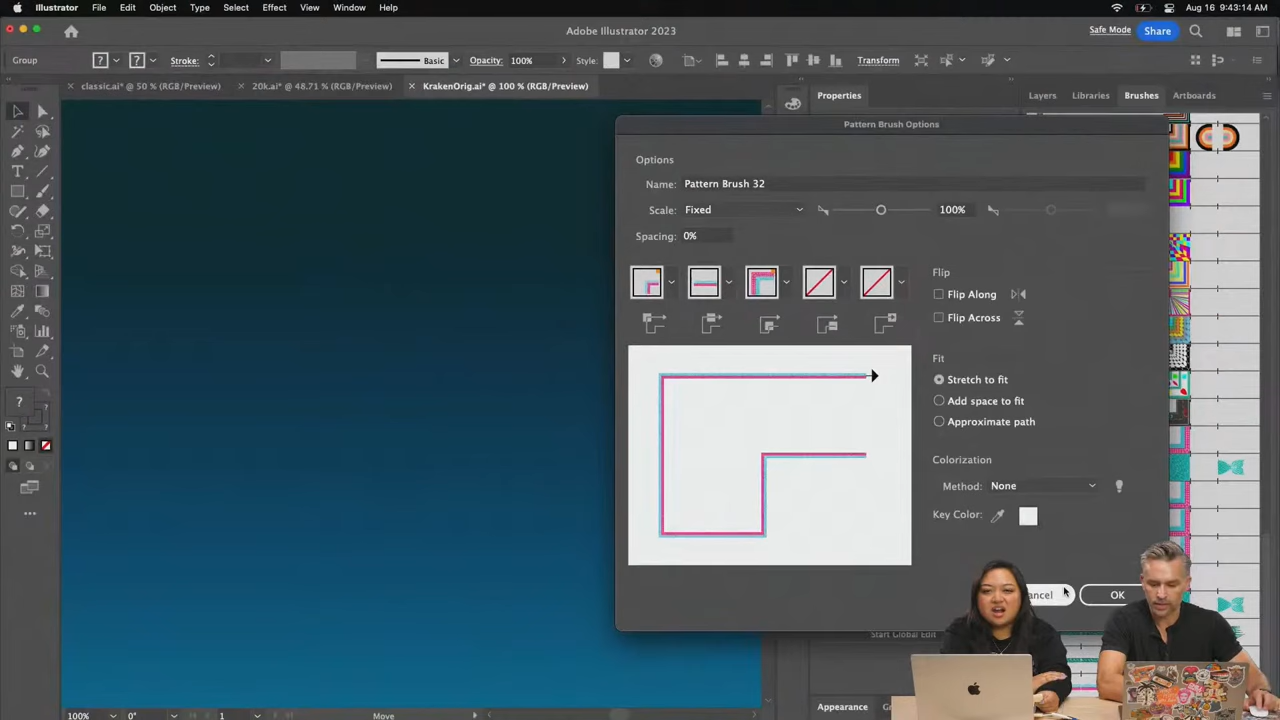 Illustrator File Edit Object Type Select Effect View Window Help Aug 16 9:43:14 AM
Adobe Illustrator 2023 Safe Mode Share
Group ? ? Stroke: Basic Opacity: 100% Style: Transform
classic.ai* @ 50 % (RGB/Preview) 20k.ai* @ 48.71 % (RGB/Preview) KrakenOrig.ai* @ 100 % (RGB/Preview) Properties Layers Libraries Brushes Artboards
Pattern Brush Options
Options
Name: Pattern Brush 32
Scale: Fixed 100%
Spacing: 0%
Flip
Flip Along
Flip Across
Fit
Stretch to fit
Add space to fit
Approximate path
Colorization
Method: None
Key Color:
ancel OK
Start Global Edit
? ?
100% 0° 1 Move Appearance